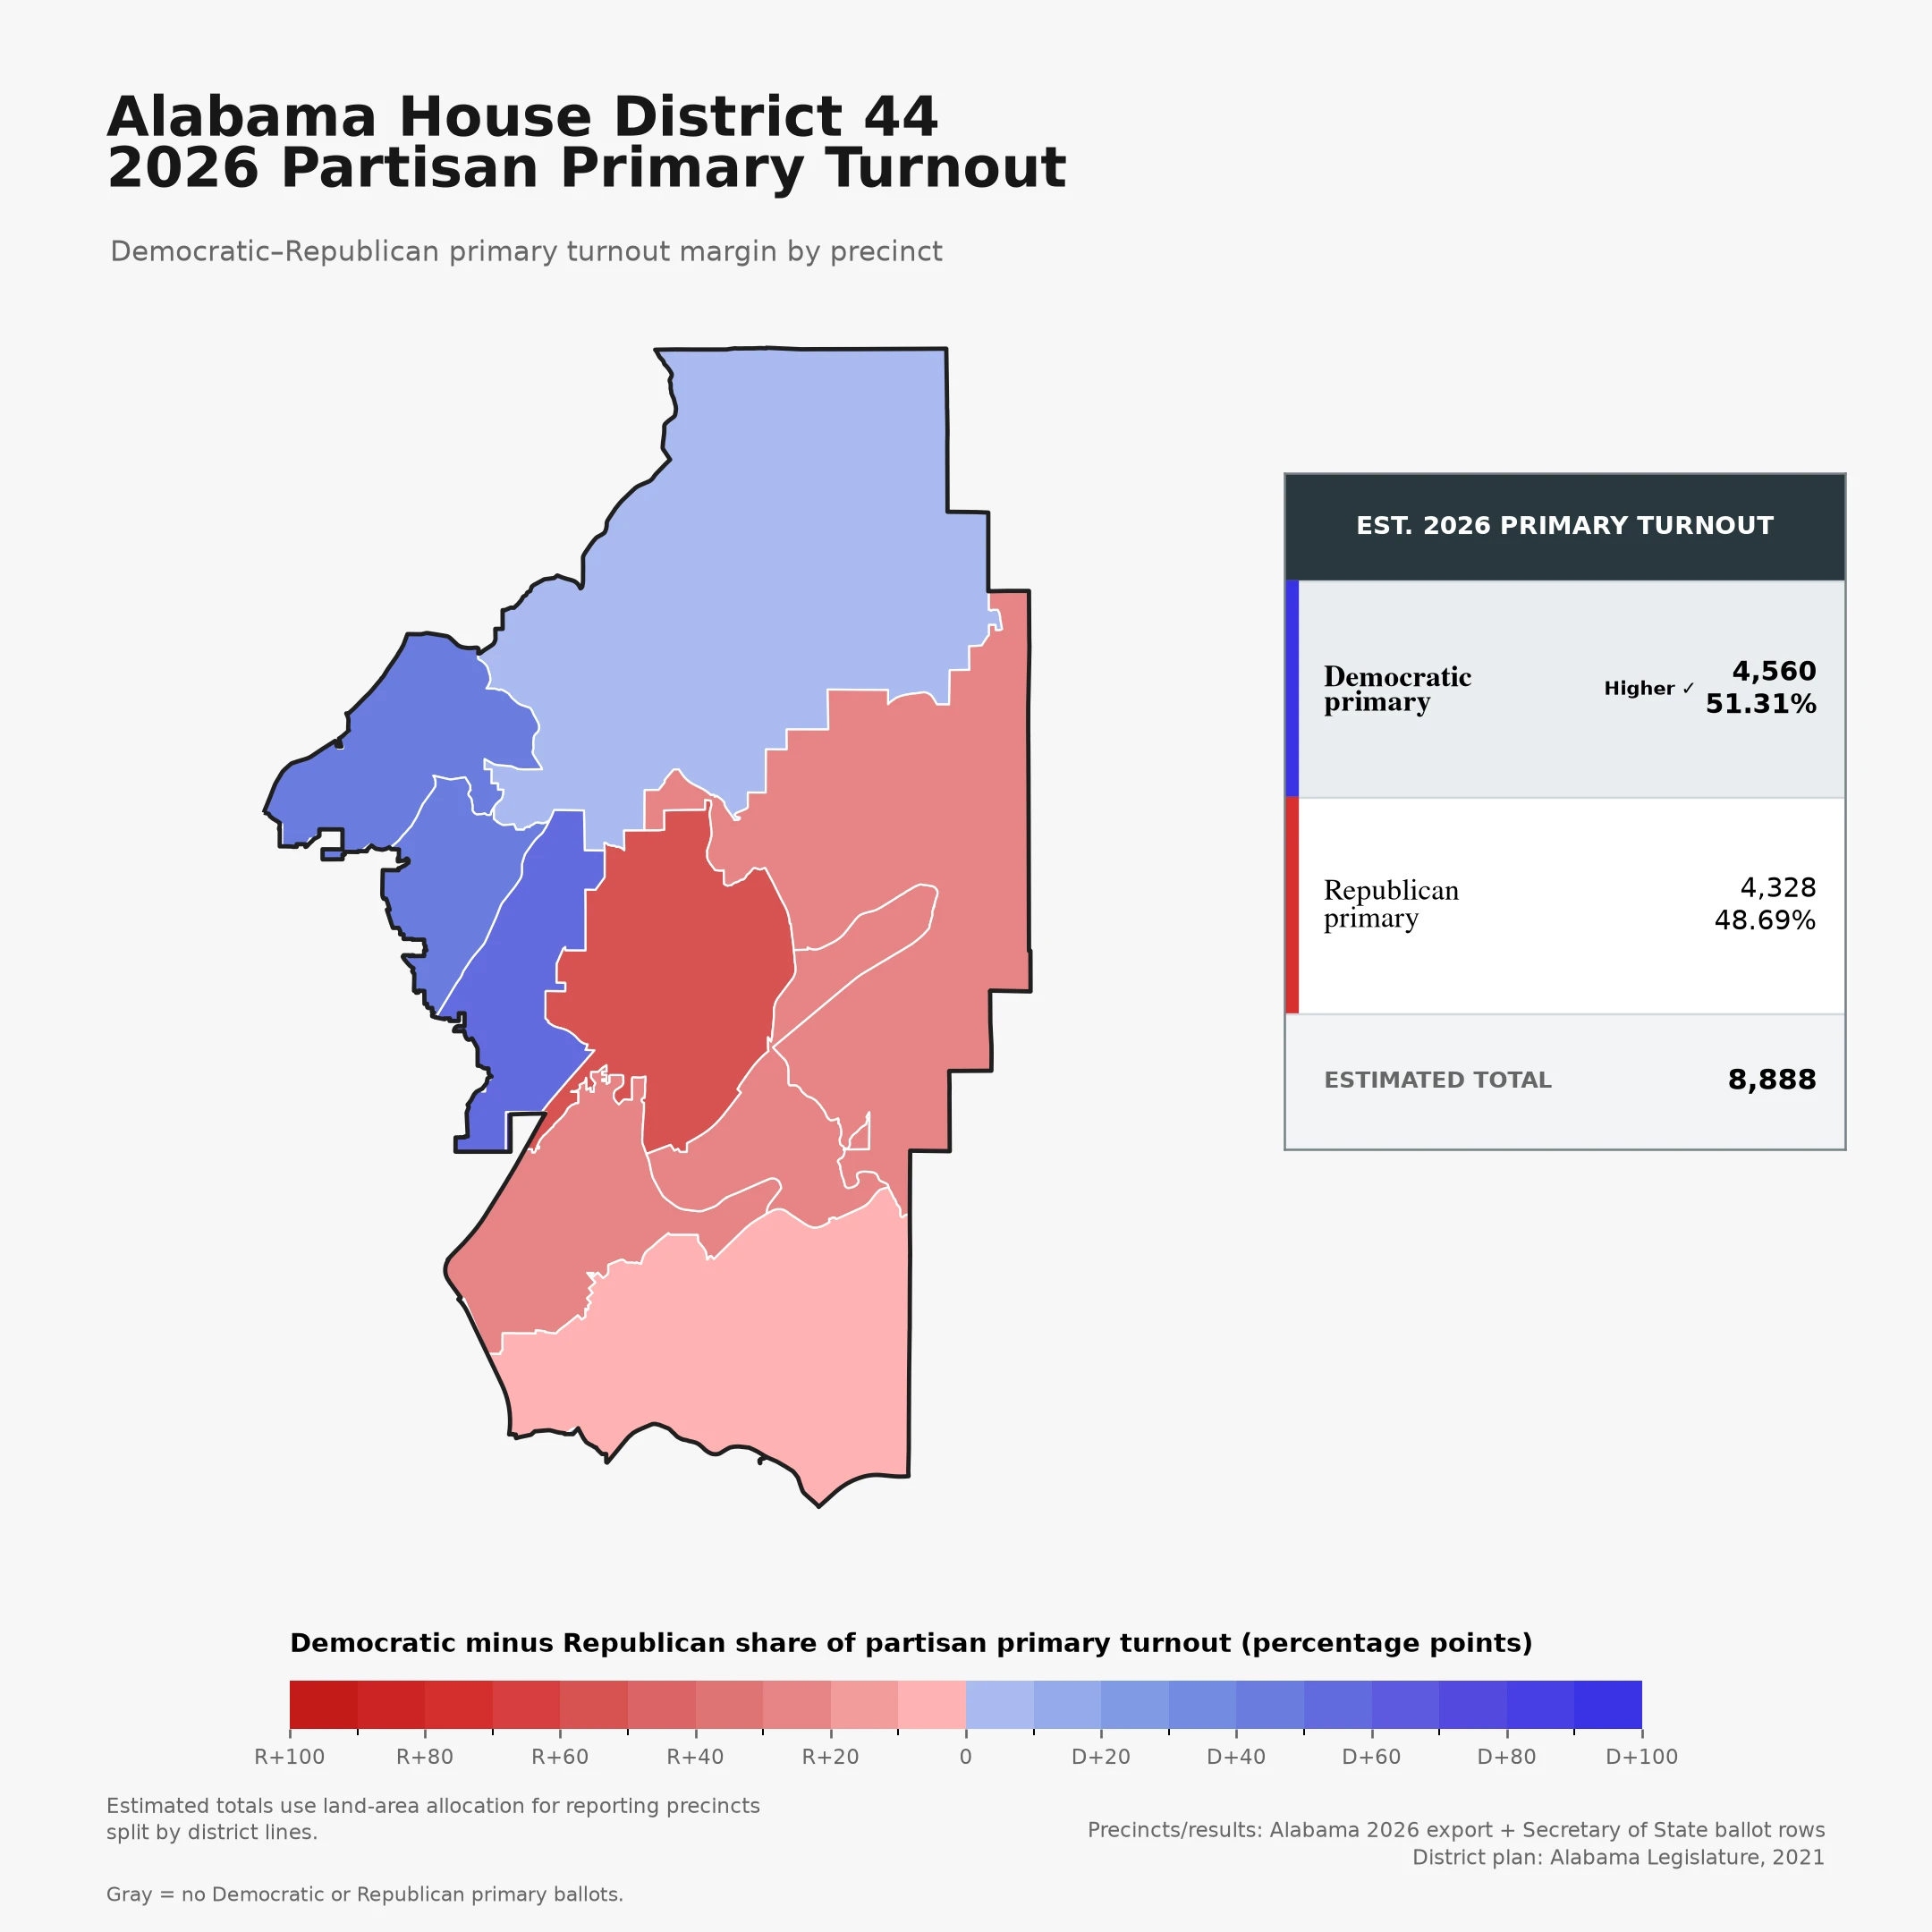 Alabama House District 44
2026 Partisan Primary Turnout
Democratic–Republican primary turnout margin by precinct
EST. 2026 PRIMARY TURNOUT
Democratic
primary
Higher ✓
4,560
51.31%
Republican
primary
4,328
48.69%
ESTIMATED TOTAL
8,888
Democratic minus Republican share of partisan primary turnout (percentage points)
R+100 R+80 R+60 R+40 R+20 0 D+20 D+40 D+60 D+80 D+100
Estimated totals use land-area allocation for reporting precincts
split by district lines.
Gray = no Democratic or Republican primary ballots.
Precincts/results: Alabama 2026 export + Secretary of State ballot rows
District plan: Alabama Legislature, 2021